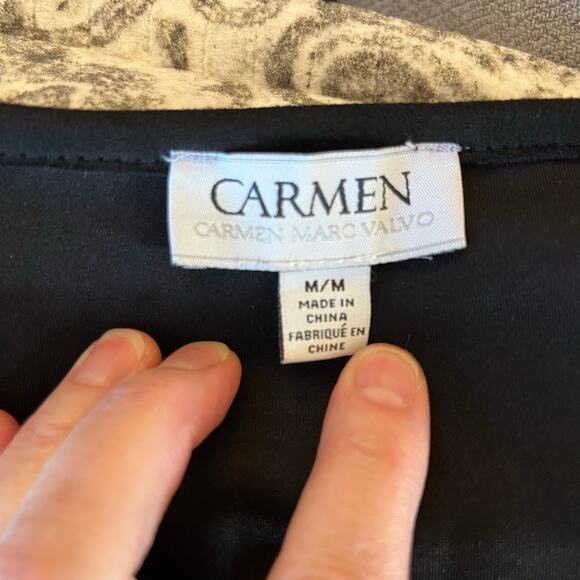 CARMEN
CARMEN MARC VALVO
M/M
MADE IN
CHINA
FABRIQUÉ EN
CHINE